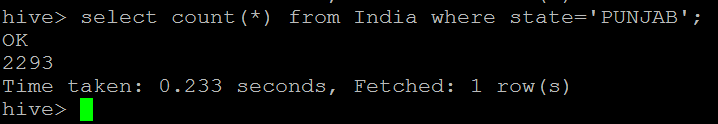 hive> select count(*) from India where state='PUNJAB';
OK
2293
Time taken: 0.233 seconds, Fetched: 1 row(s)
hive>